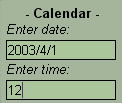 - Calendar -
Enter date:
2003/4/1
Enter time:
12